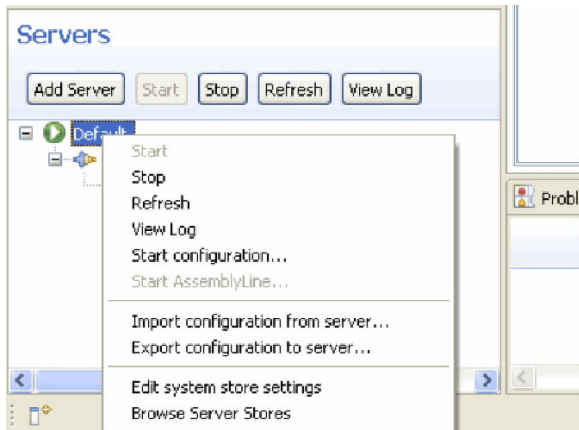 Servers
Add Server Start Stop Refresh View Log
Default
Start
Stop
Refresh
View Log
Start configuration...
Start AssemblyLine...
Import configuration from server...
Export configuration to server...
Edit system store settings
Browse Server Stores
Probl